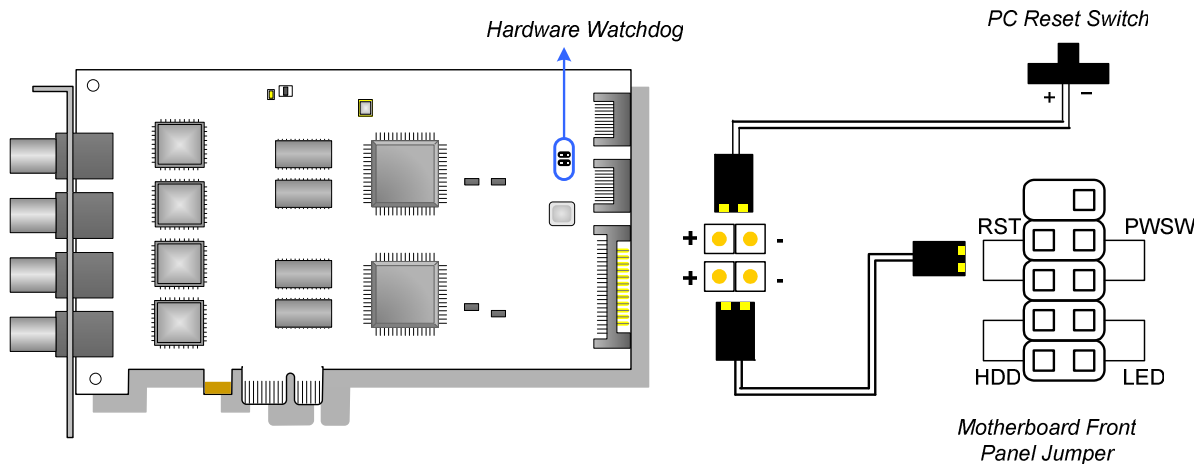 PC Reset Switch
Hardware Watchdog
+ −
RST PWSW
+ -
+ -
HDD LED
Motherboard Front
Panel Jumper